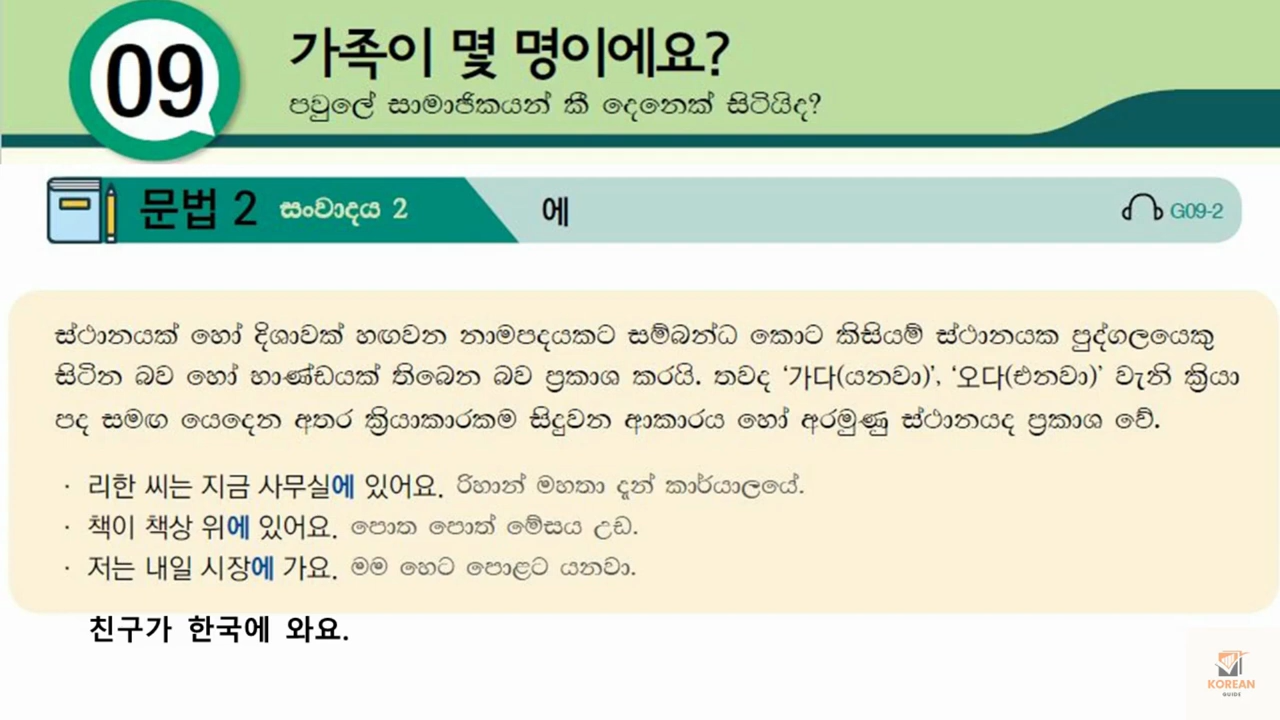 09
가족이 몇 명이에요?
පවුලේ සාමාජිකයන් කී දෙනෙක් සිටියිද?
문법 2 සංවාදය 2 에 G09-2
ස්ථානයක් හෝ දිශාවක් හඟවන නාමපදයකට සම්බන්ධ කොට කිසියම් ස්ථානයක පුද්ගලයෙකු
සිටින බව හෝ භාණ්ඩයක් තිබෙන බව ප්‍රකාශ කරයි. තවද ‘가다(යනවා)’, ‘오다(එනවා)’ වැනි ක්‍රියා
පද සමඟ යෙදෙන අතර ක්‍රියාකාරකම සිදුවන ආකාරය හෝ අරමුණු ස්ථානයද ප්‍රකාශ වේ.
· 리한 씨는 지금 사무실에 있어요. රිහාන් මහතා දැන් කාර්යාලයේ.
· 책이 책상 위에 있어요. පොත පොත් මේසය උඩ.
· 저는 내일 시장에 가요. මම හෙට පොළට යනවා.
친구가 한국에 와요.
KOREAN
GUIDE